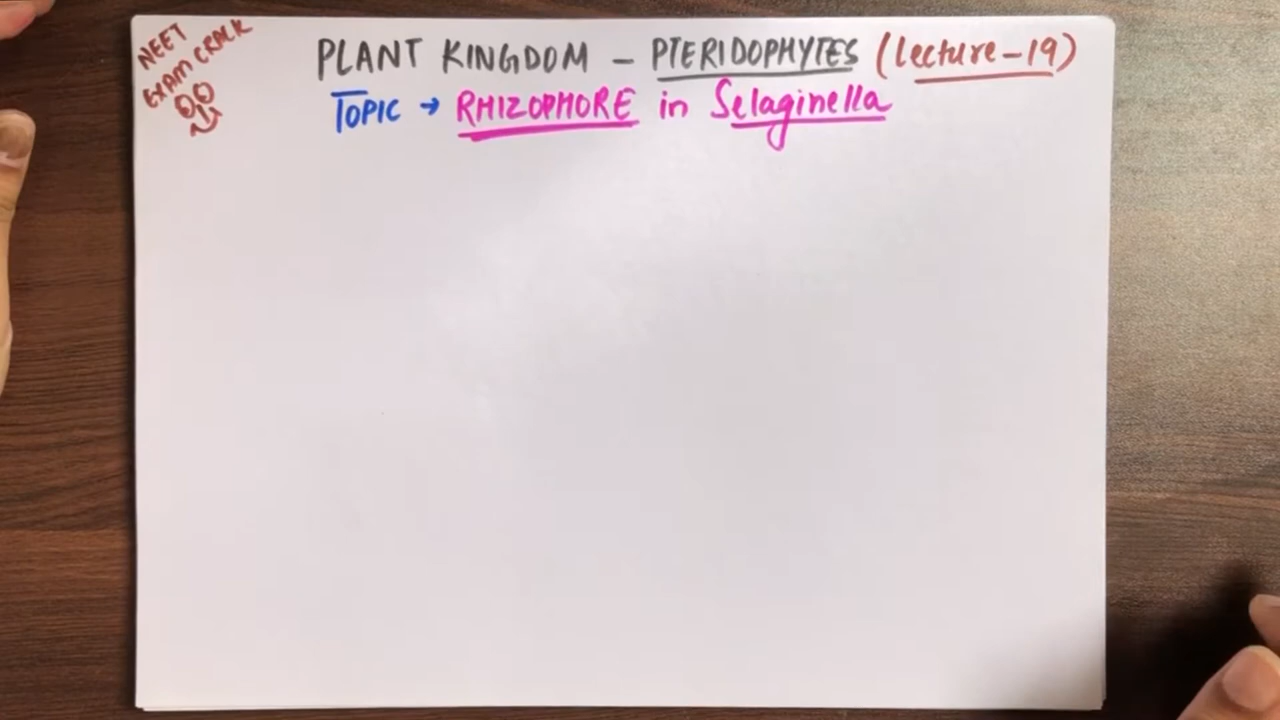 NEET
EXAM CRACK
PLANT KINGDOM - PTERIDOPHYTES (lecture-19)
TOPIC → RHIZOPHORE in Selaginella